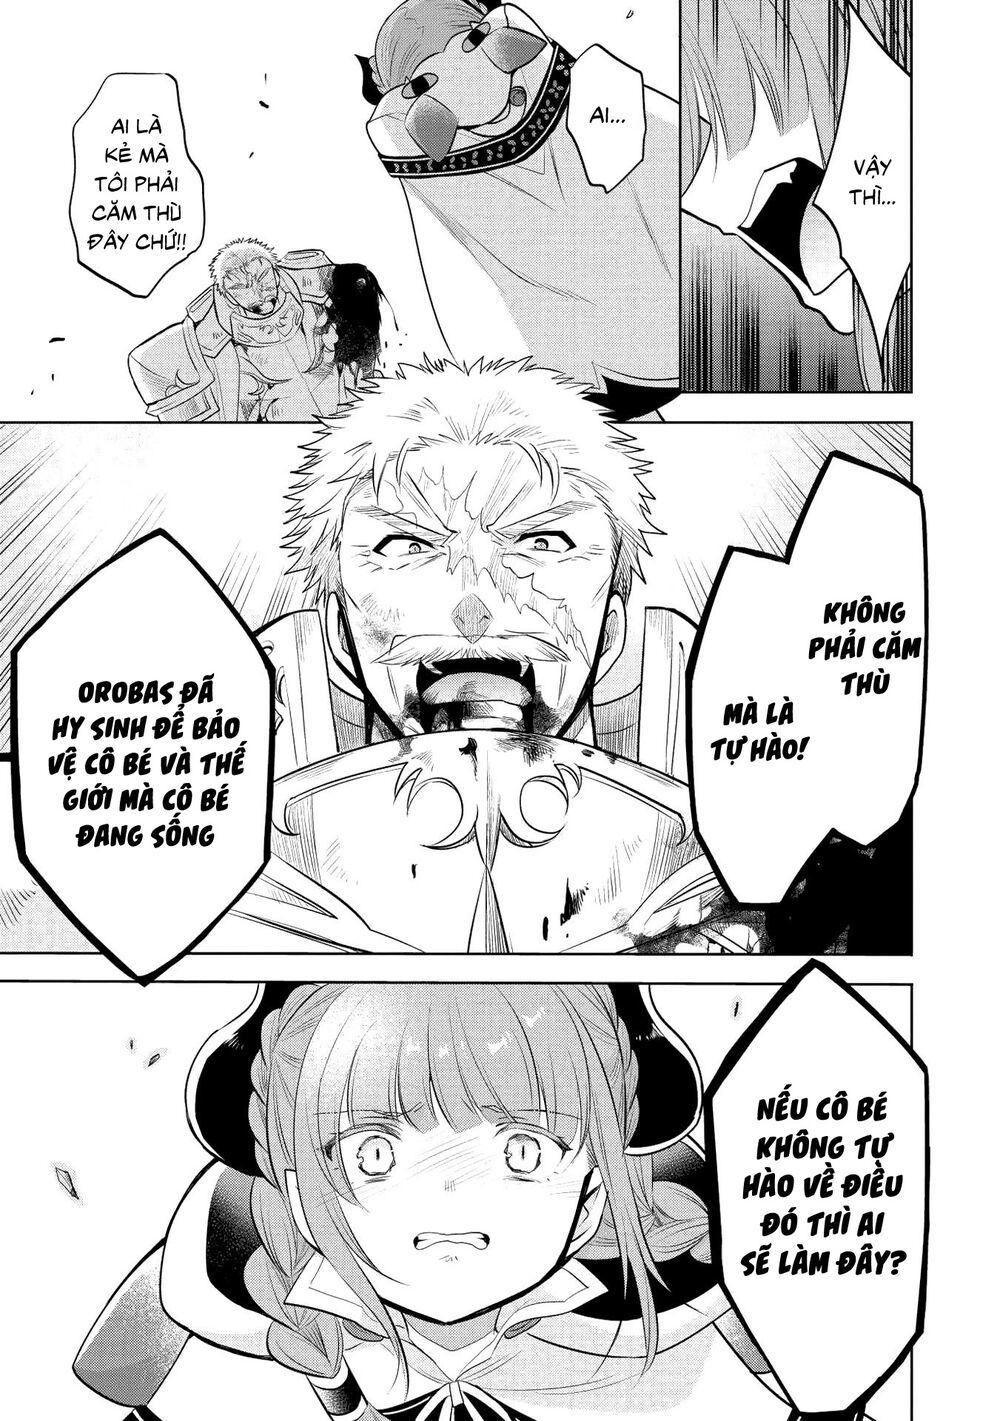 VẬY
THÌ...
AI...
AI LÀ
KẺ MÀ
TÔI PHẢI
CĂM THÙ
ĐÂY CHỨ!!
KHÔNG
PHẢI CĂM
THÙ
MÀ LÀ
TỰ HÀO!
OROBAS ĐÃ
HY SINH ĐỂ BẢO
VỆ CÔ BÉ VÀ THẾ
GIỚI MÀ CÔ BÉ
ĐANG SỐNG
NẾU CÔ BÉ
KHÔNG TỰ
HÀO VỀ ĐIỀU
ĐÓ THÌ AI
SẼ LÀM ĐÂY?